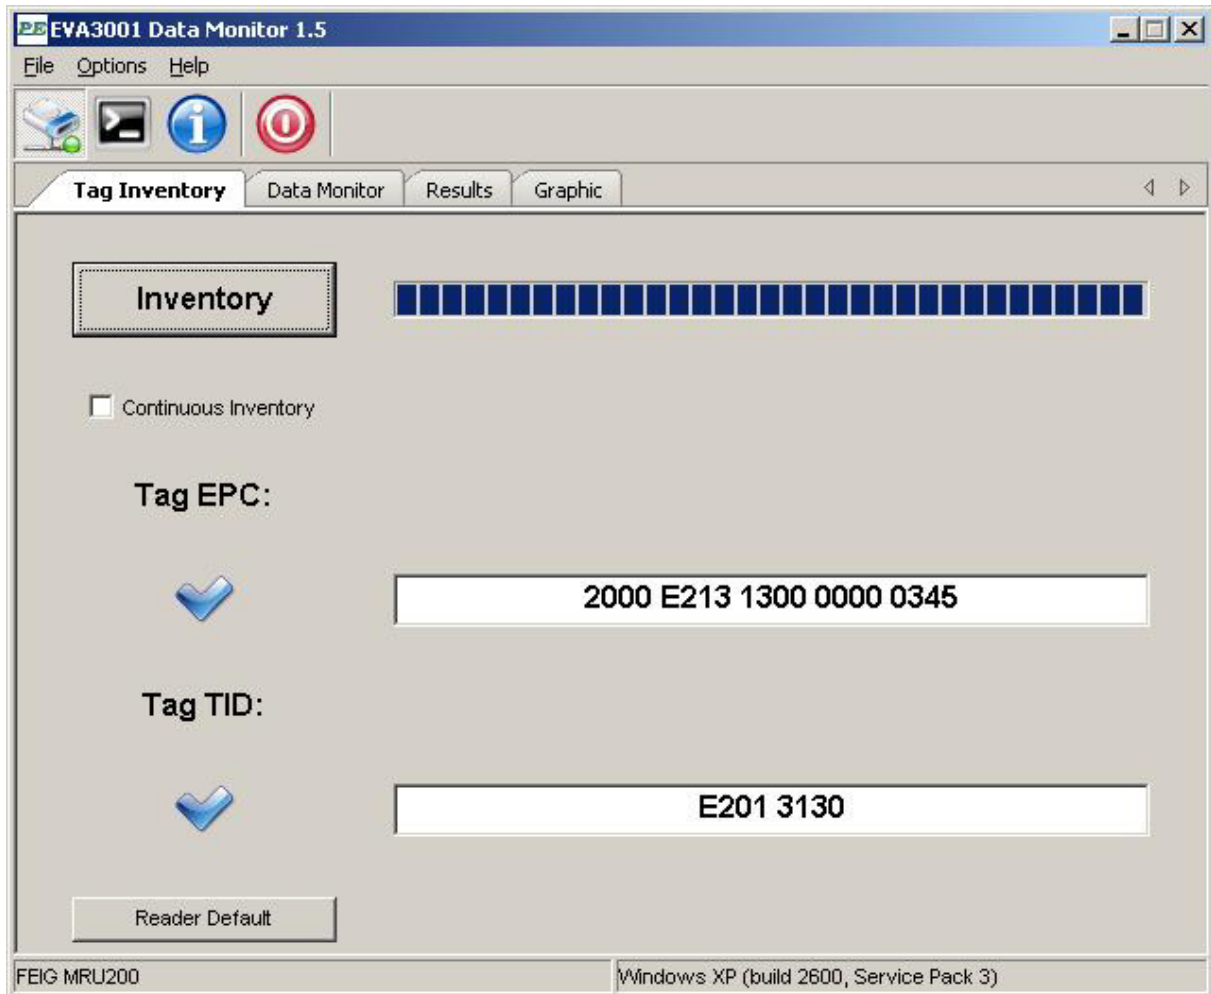 PE EVA3001 Data Monitor 1.5
File Options Help
Tag Inventory Data Monitor Results Graphic
Inventory
Continuous Inventory
Tag EPC:
2000 E213 1300 0000 0345
Tag TID:
E201 3130
Reader Default
FEIG MRU200 Windows XP (build 2600, Service Pack 3)